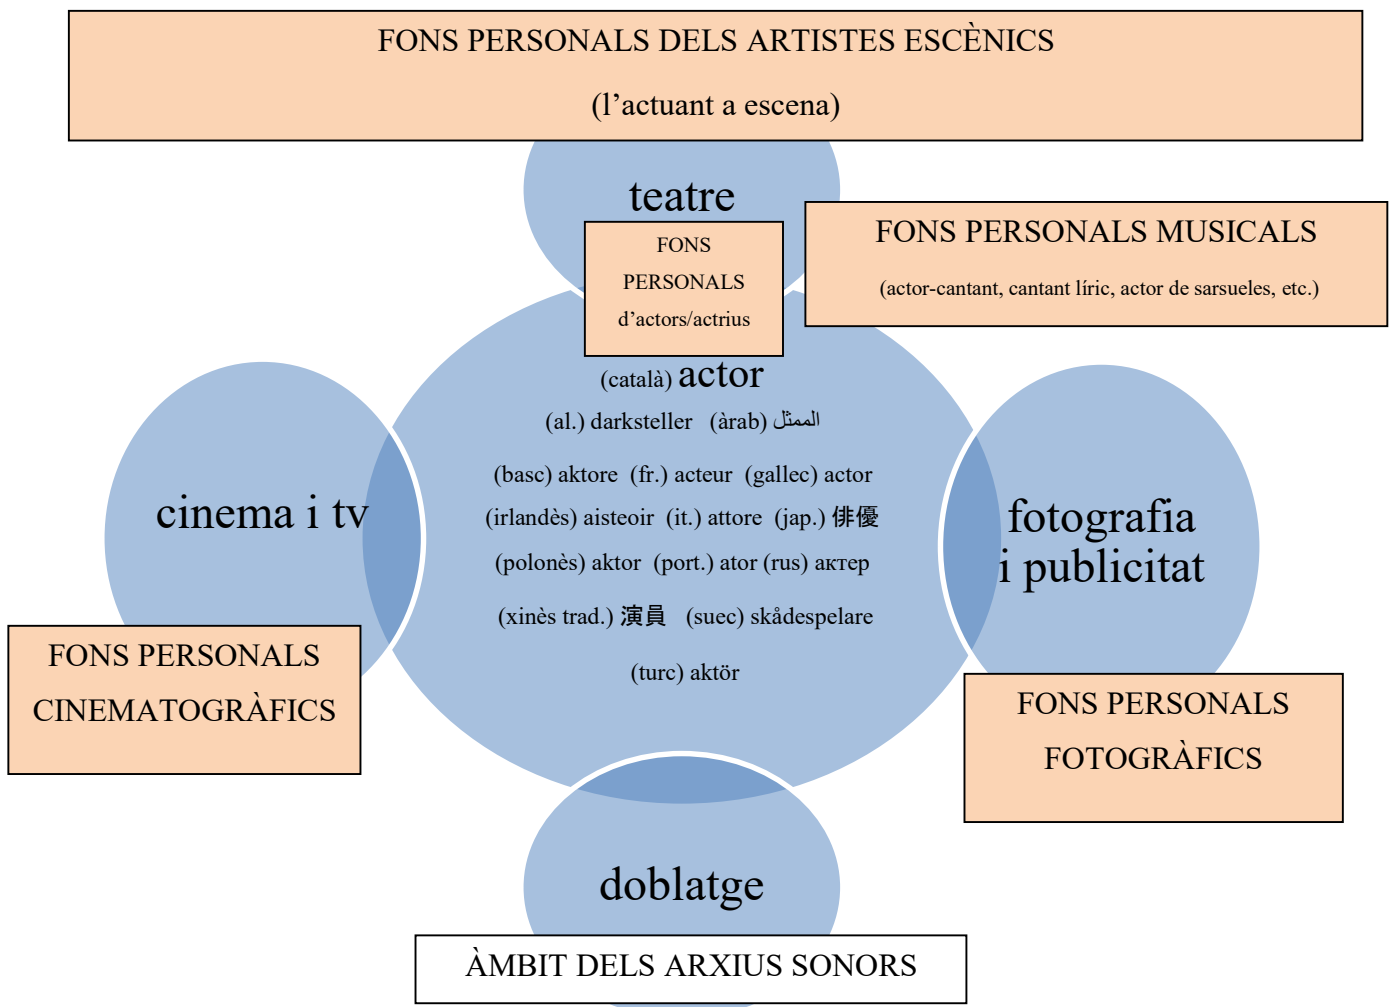 FONS PERSONALS DELS ARTISTES ESCÈNICS
(l’actuant a escena)
teatre
FONS
PERSONALS
d’actors/actrius
FONS PERSONALS MUSICALS
(actor-cantant, cantant líric, actor de sarsueles, etc.)
(català) actor
(al.) darksteller (àrab) الممثل
(basc) aktore (fr.) acteur (gallec) actor
(irlandès) aisteoir (it.) attore (jap.) 俳優
(polonès) aktor (port.) ator (rus) актер
(xinès trad.) 演員 (suec) skådespelare
(turc) aktör
cinema i tv
fotografia
i publicitat
FONS PERSONALS
CINEMATOGRÀFICS
FONS PERSONALS
FOTOGRÀFICS
doblatge
ÀMBIT DELS ARXIUS SONORS